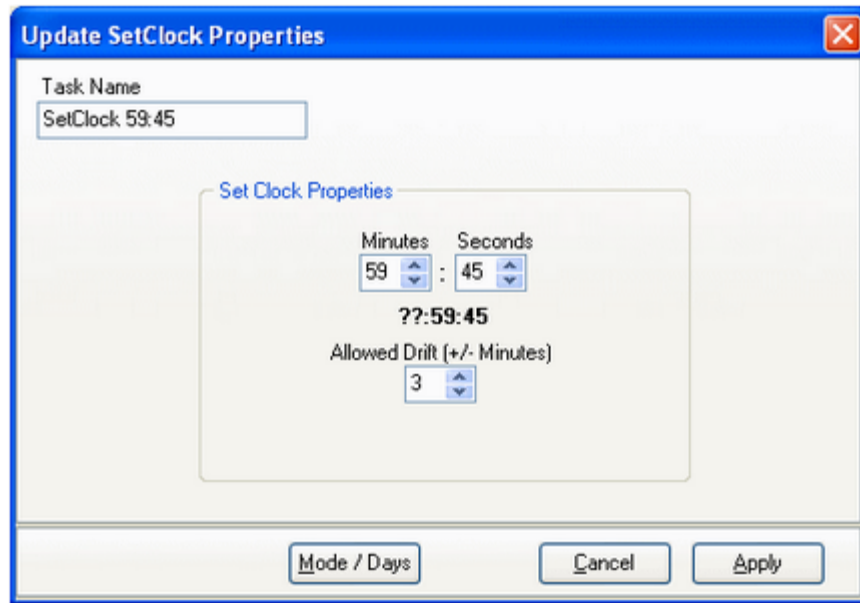 Update SetClock Properties
Task Name
SetClock 59:45
Set Clock Properties
Minutes Seconds
59 : 45
??:59:45
Allowed Drift (+/- Minutes)
3
Mode / Days Cancel Apply